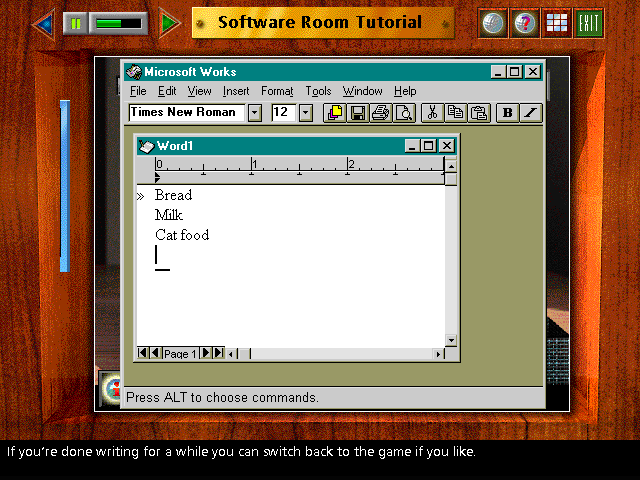 Software Room Tutorial
EXIT
Microsoft Works
File Edit View Insert Format Tools Window Help
Times New Roman 12 B I
Word1
0 1 2
» Bread
Milk
Cat food
Page 1
Press ALT to choose commands.
If you're done writing for a while you can switch back to the game if you like.